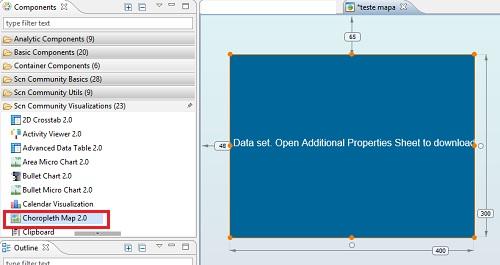 Components
type filter text
Analytic Components (9)
Basic Components (20)
Container Components (6)
Scn Community Basics (28)
Scn Community Utils (9)
Scn Community Visualizations (23)
2D Crosstab 2.0
Activity Viewer 2.0
Advanced Data Table 2.0
Area Micro Chart 2.0
Bullet Chart 2.0
Bullet Micro Chart 2.0
Calendar Visualization
Choropleth Map 2.0
Clipboard
Outline
type filter text
*teste mapa
65
48
Data set. Open Additional Properties Sheet to download
300
400